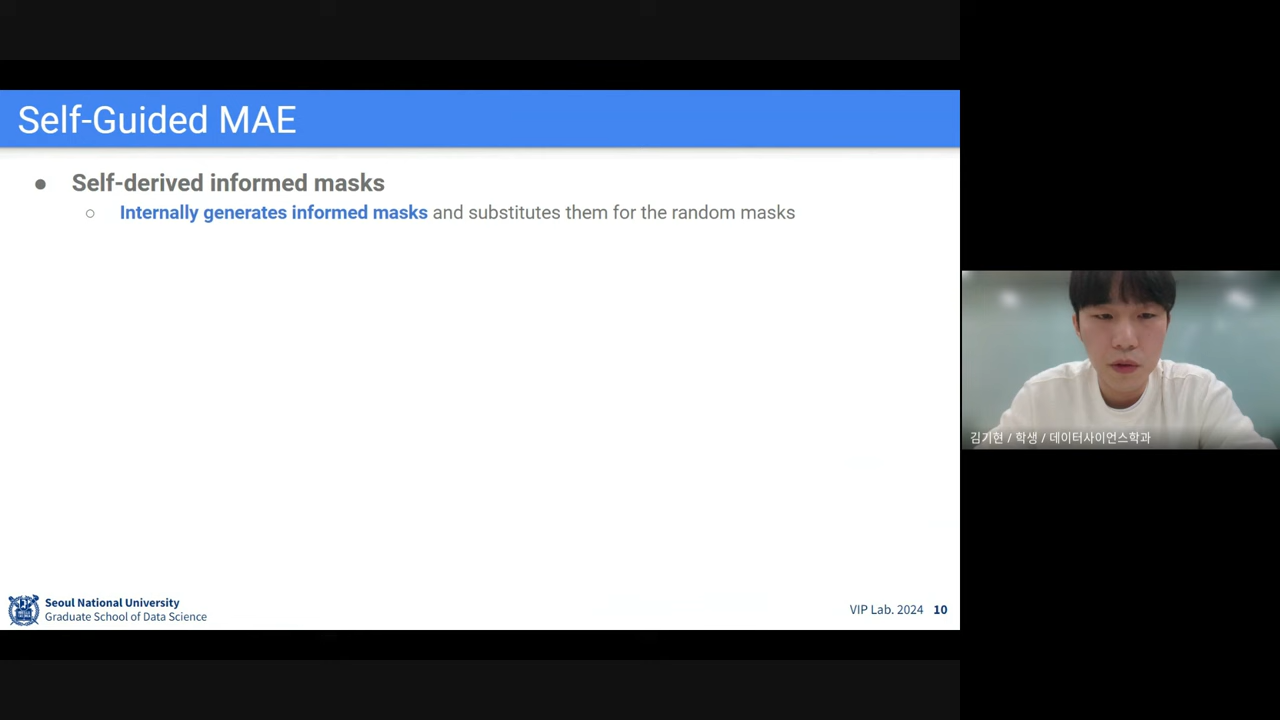 Self-Guided MAE
● Self-derived informed masks
○ Internally generates informed masks and substitutes them for the random masks
김기현 / 학생 / 데이터사이언스학과
Seoul National University
Graduate School of Data Science
VIP Lab. 2024 10